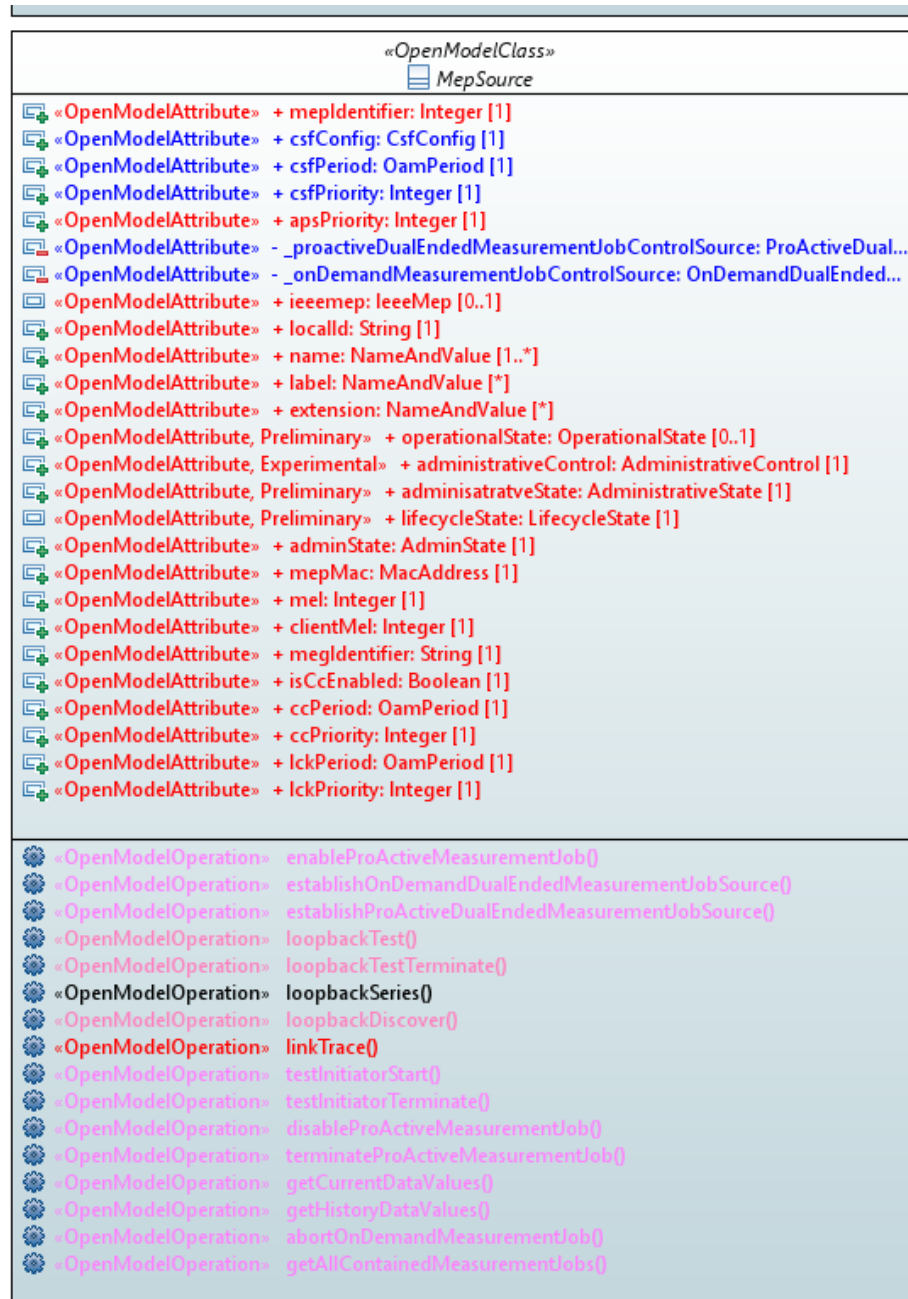 «OpenModelClass»
MepSource
«OpenModelAttribute» + mepIdentifier: Integer [1]
«OpenModelAttribute» + csfConfig: CsfConfig [1]
«OpenModelAttribute» + csfPeriod: OamPeriod [1]
«OpenModelAttribute» + csfPriority: Integer [1]
«OpenModelAttribute» + apsPriority: Integer [1]
«OpenModelAttribute» - _proactiveDualEndedMeasurementJobControlSource: ProActiveDual...
«OpenModelAttribute» - _onDemandMeasurementJobControlSource: OnDemandDualEnded...
«OpenModelAttribute» + ieeemep: IeeeMep [0..1]
«OpenModelAttribute» + localId: String [1]
«OpenModelAttribute» + name: NameAndValue [1..*]
«OpenModelAttribute» + label: NameAndValue [*]
«OpenModelAttribute» + extension: NameAndValue [*]
«OpenModelAttribute, Preliminary» + operationalState: OperationalState [0..1]
«OpenModelAttribute, Experimental» + administrativeControl: AdministrativeControl [1]
«OpenModelAttribute, Preliminary» + adminisatratveState: AdministrativeState [1]
«OpenModelAttribute, Preliminary» + lifecycleState: LifecycleState [1]
«OpenModelAttribute» + adminState: AdminState [1]
«OpenModelAttribute» + mepMac: MacAddress [1]
«OpenModelAttribute» + mel: Integer [1]
«OpenModelAttribute» + clientMel: Integer [1]
«OpenModelAttribute» + megIdentifier: String [1]
«OpenModelAttribute» + isCcEnabled: Boolean [1]
«OpenModelAttribute» + ccPeriod: OamPeriod [1]
«OpenModelAttribute» + ccPriority: Integer [1]
«OpenModelAttribute» + lckPeriod: OamPeriod [1]
«OpenModelAttribute» + lckPriority: Integer [1]
«OpenModelOperation» enableProActiveMeasurementJob()
«OpenModelOperation» establishOnDemandDualEndedMeasurementJobSource()
«OpenModelOperation» establishProActiveDualEndedMeasurementJobSource()
«OpenModelOperation» loopbackTest()
«OpenModelOperation» loopbackTestTerminate()
«OpenModelOperation» loopbackSeries()
«OpenModelOperation» loopbackDiscover()
«OpenModelOperation» linkTrace()
«OpenModelOperation» testInitiatorStart()
«OpenModelOperation» testInitiatorTerminate()
«OpenModelOperation» disableProActiveMeasurementJob()
«OpenModelOperation» terminateProActiveMeasurementJob()
«OpenModelOperation» getCurrentDataValues()
«OpenModelOperation» getHistoryDataValues()
«OpenModelOperation» abortOnDemandMeasurementJob()
«OpenModelOperation» getAllContainedMeasurementJobs()